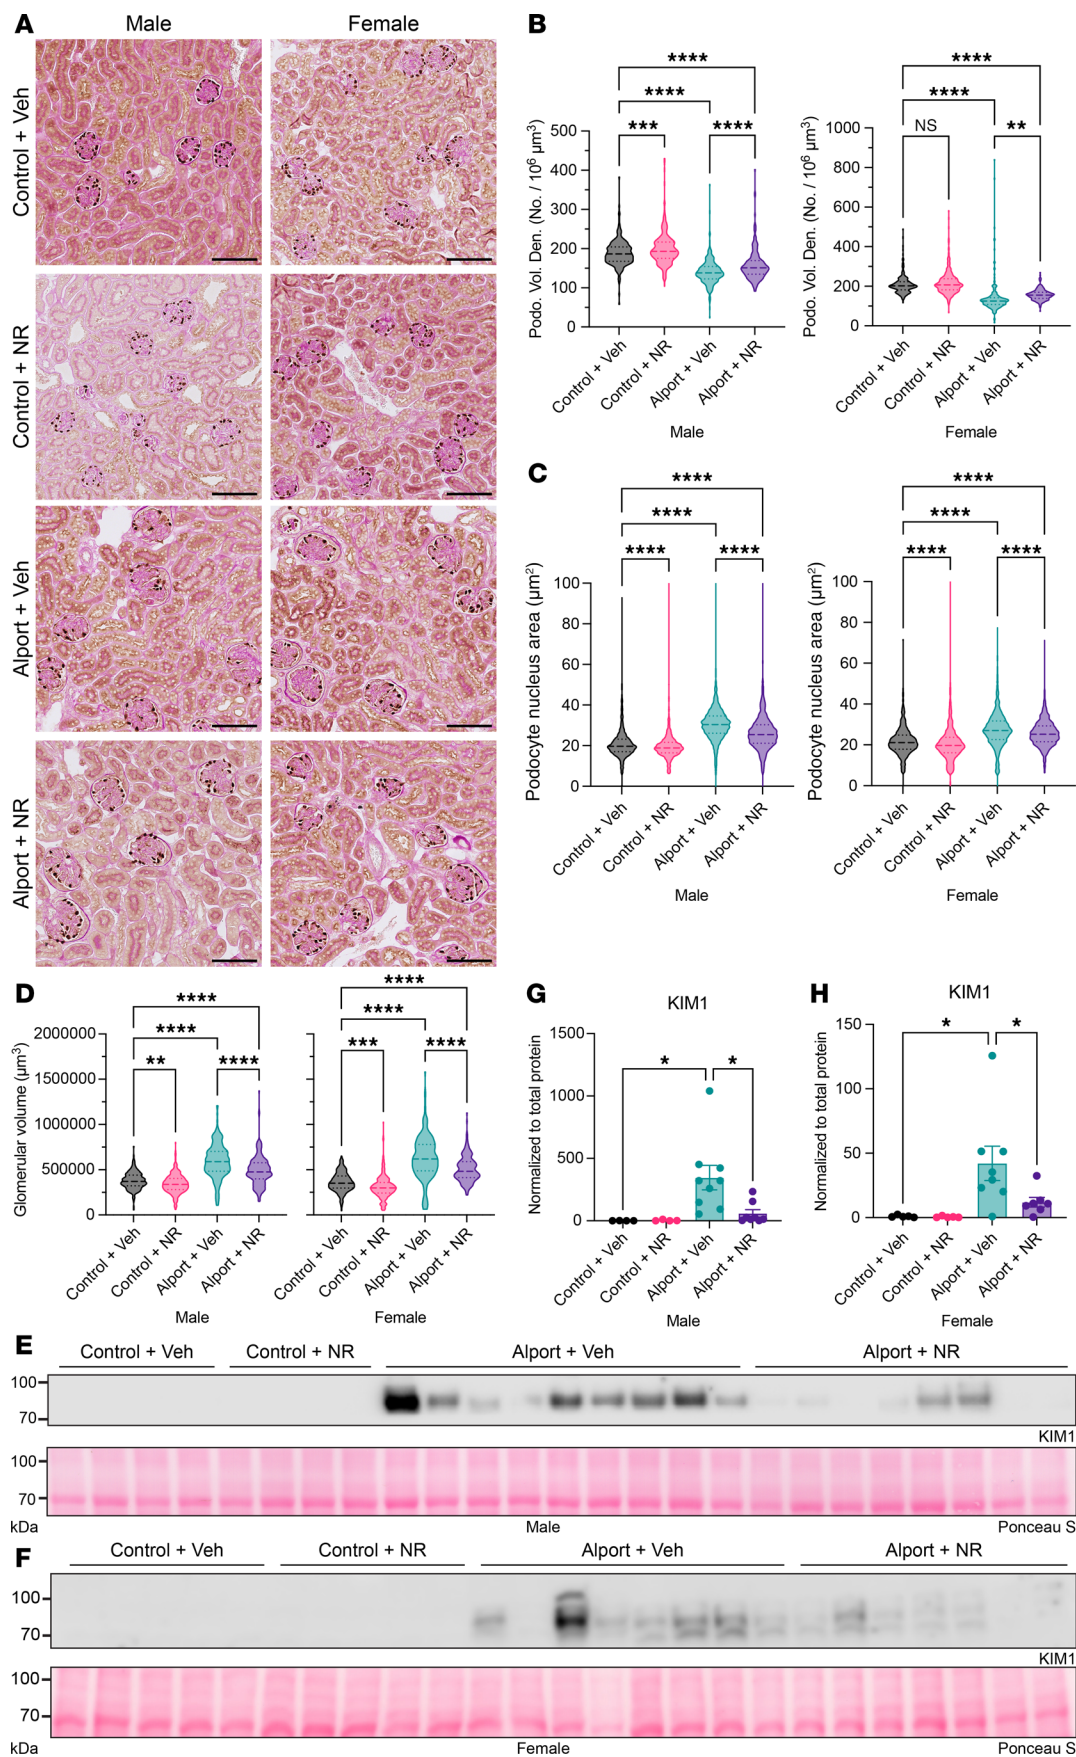 A
Male
Female
Control + Veh
Control + NR
Alport + Veh
Alport + NR
B
****
****
***
****
Podo. Vol. Den. (No. / 10⁶ µm³)
500
400
300
200
100
0
Control + Veh
Control + NR
Alport + Veh
Alport + NR
Male
****
****
NS
**
Podo. Vol. Den. (No. / 10⁶ µm³)
1000
800
600
400
200
0
Control + Veh
Control + NR
Alport + Veh
Alport + NR
Female
C
****
****
****
****
Podocyte nucleus area (µm²)
100
80
60
40
20
0
Control + Veh
Control + NR
Alport + Veh
Alport + NR
Male
****
****
****
****
Podocyte nucleus area (µm²)
100
80
60
40
20
0
Control + Veh
Control + NR
Alport + Veh
Alport + NR
Female
D
****
****
**
****
Glomerular volume (µm³)
2000000
1500000
1000000
500000
0
Control + Veh
Control + NR
Alport + Veh
Alport + NR
Male
****
****
***
****
Control + Veh
Control + NR
Alport + Veh
Alport + NR
Female
G
KIM1
*
*
Normalized to total protein
1500
1000
500
0
Control + Veh
Control + NR
Alport + Veh
Alport + NR
Male
H
KIM1
*
*
Normalized to total protein
150
100
50
0
Control + Veh
Control + NR
Alport + Veh
Alport + NR
Female
E
Control + Veh
Control + NR
Alport + Veh
Alport + NR
100
70
KIM1
100
70
kDa
Male
Ponceau S
F
Control + Veh
Control + NR
Alport + Veh
Alport + NR
100
70
KIM1
100
70
kDa
Female
Ponceau S